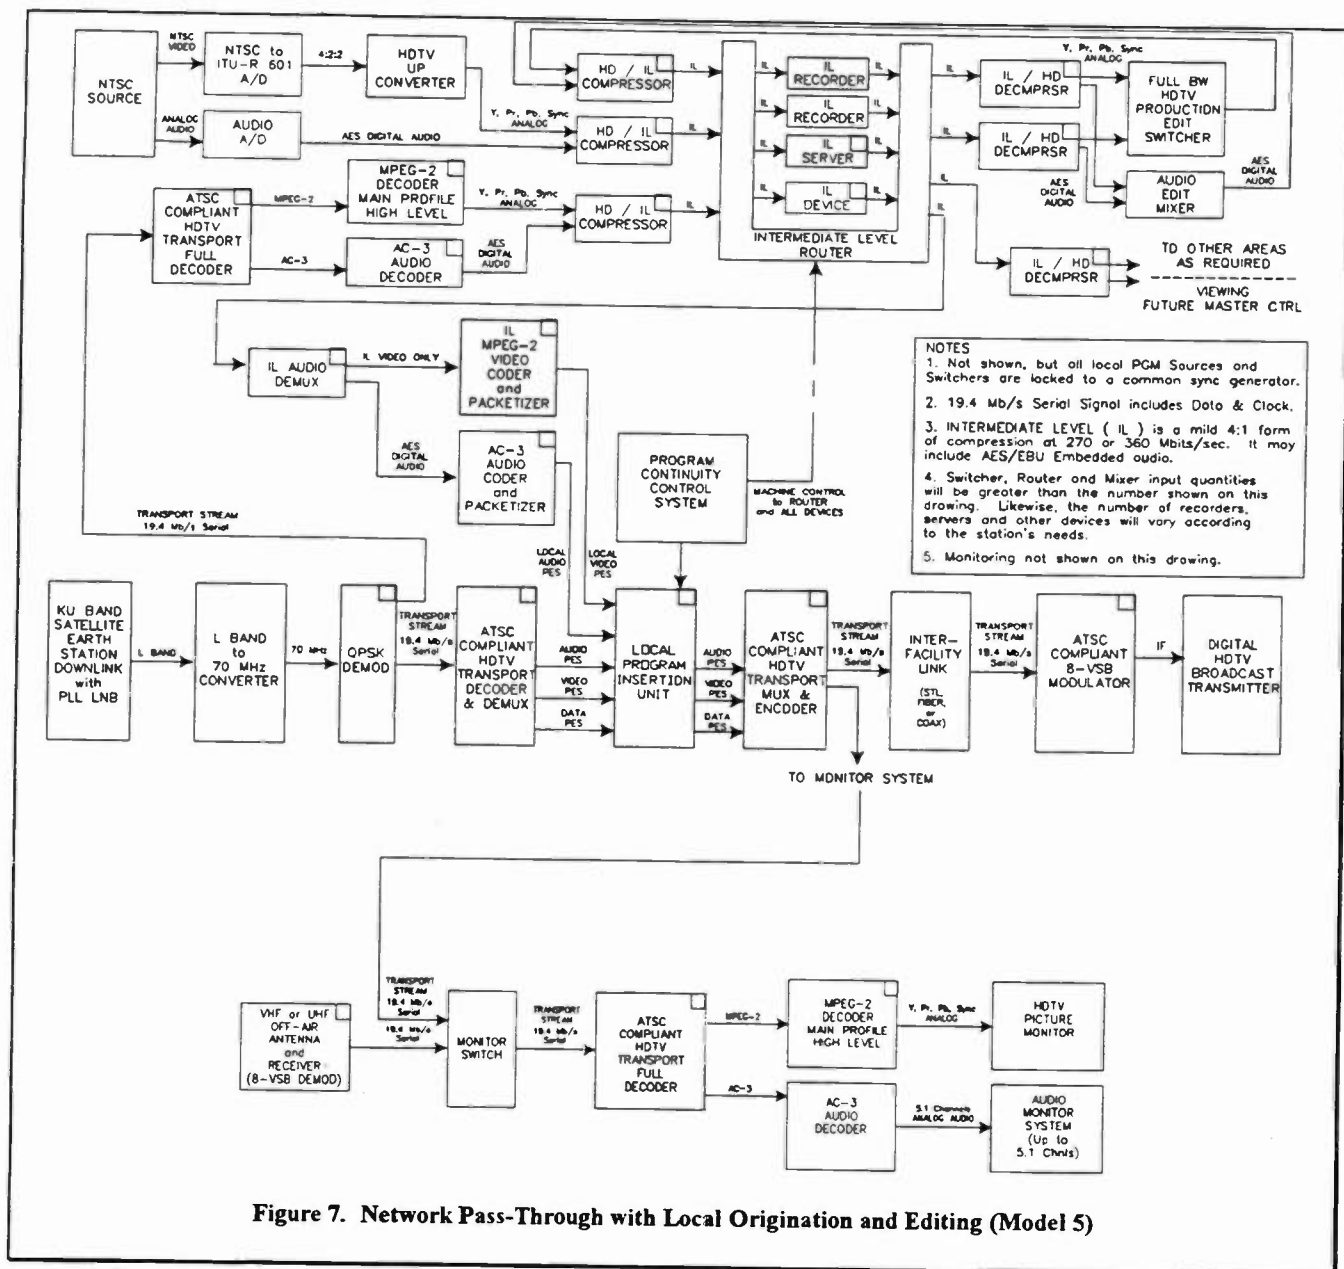 NTSC
SOURCE
NTSC
VIDEO
NTSC to
ITU-R 601
A/D
4:2:2
HDTV
UP
CONVERTER
ANALOG
AUDIO
AUDIO
A/D
AES DIGITAL AUDIO
Y, Pr, Pb, Sync
ANALOG
HD / IL
COMPRESSOR
IL
HD / IL
COMPRESSOR
IL
ATSC
COMPLIANT
HDTV
TRANSPORT
FULL
DECODER
MPEG-2
MPEG-2
DECODER
MAIN PROFILE
HIGH LEVEL
Y, Pr, Pb, Sync
ANALOG
HD / IL
COMPRESSOR
IL
AC-3
AC-3
AUDIO
DECODER
AES
DIGITAL
AUDIO
IL
IL
RECORDER
IL
IL
IL
RECORDER
IL
IL
IL
SERVER
IL
IL
IL
DEVICE
IL
INTERMEDIATE LEVEL
ROUTER
IL
IL / HD
DECMPRSR
Y, Pr, Pb, Sync
ANALOG
FULL BW
HDTV
PRODUCTION
EDIT
SWITCHER
IL
IL / HD
DECMPRSR
AES
DIGITAL
AUDIO
AUDIO
EDIT
MIXER
AES
DIGITAL
AUDIO
IL
IL
IL / HD
DECMPRSR
TO OTHER AREAS
AS REQUIRED
VIEWING
FUTURE MASTER CTRL
IL AUDIO
DEMUX
IL VIDEO ONLY
IL
MPEG-2
VIDEO
CODER
and
PACKETIZER
AES
DIGITAL
AUDIO
AC-3
AUDIO
CODER
and
PACKETIZER
PROGRAM
CONTINUITY
CONTROL
SYSTEM
MACHINE CONTROL
to ROUTER
and ALL DEVICES
NOTES
1. Not shown, but all local PGM Sources and
Switchers are locked to a common sync generator.
2. 19.4 Mb/s Serial Signal includes Data & Clock.
3. INTERMEDIATE LEVEL ( IL ) is a mild 4:1 form
of compression at 270 or 360 Mbits/sec. It may
include AES/EBU Embedded audio.
4. Switcher, Router and Mixer input quantities
will be greater than the number shown on this
drawing. Likewise, the number of recorders,
servers and other devices will vary according
to the station's needs.
5. Monitoring not shown on this drawing.
TRANSPORT STREAM
19.4 Mb/s Serial
LOCAL
AUDIO
PES
LOCAL
VIDEO
PES
KU BAND
SATELLITE
EARTH
STATION
DOWNLINK
with
PLL LNB
L BAND
L BAND
to
70 MHz
CONVERTER
70 MHz
QPSK
DEMOD
TRANSPORT
STREAM
19.4 Mb/s
Serial
ATSC
COMPLIANT
HDTV
TRANSPORT
DECODER
& DEMUX
AUDIO
PES
VIDEO
PES
DATA
PES
LOCAL
PROGRAM
INSERTION
UNIT
AUDIO
PES
VIDEO
PES
DATA
PES
ATSC
COMPLIANT
HDTV
TRANSPORT
MUX &
ENCODER
TRANSPORT
STREAM
19.4 Mb/s
Serial
INTER-
FACILITY
LINK
(STL,
FIBER,
or
COAX)
TRANSPORT
STREAM
19.4 Mb/s
Serial
ATSC
COMPLIANT
8-VSB
MODULATOR
IF
DIGITAL
HDTV
BROADCAST
TRANSMITTER
TO MONITOR SYSTEM
VHF or UHF
OFF-AIR
ANTENNA
and
RECEIVER
(8-VSB DEMOD)
TRANSPORT
STREAM
19.4 Mb/s
Serial
19.4 Mb/s
Serial
MONITOR
SWITCH
TRANSPORT
STREAM
19.4 Mb/s
Serial
ATSC
COMPLIANT
HDTV
TRANSPORT
FULL
DECODER
MPEG-2
MPEG-2
DECODER
MAIN PROFILE
HIGH LEVEL
Y, Pr, Pb, Sync
ANALOG
HDTV
PICTURE
MONITOR
AC-3
AC-3
AUDIO
DECODER
5.1 Channels
ANALOG AUDIO
AUDIO
MONITOR
SYSTEM
(Up to
5.1 Chnls)
Figure 7. Network Pass-Through with Local Origination and Editing (Model 5)